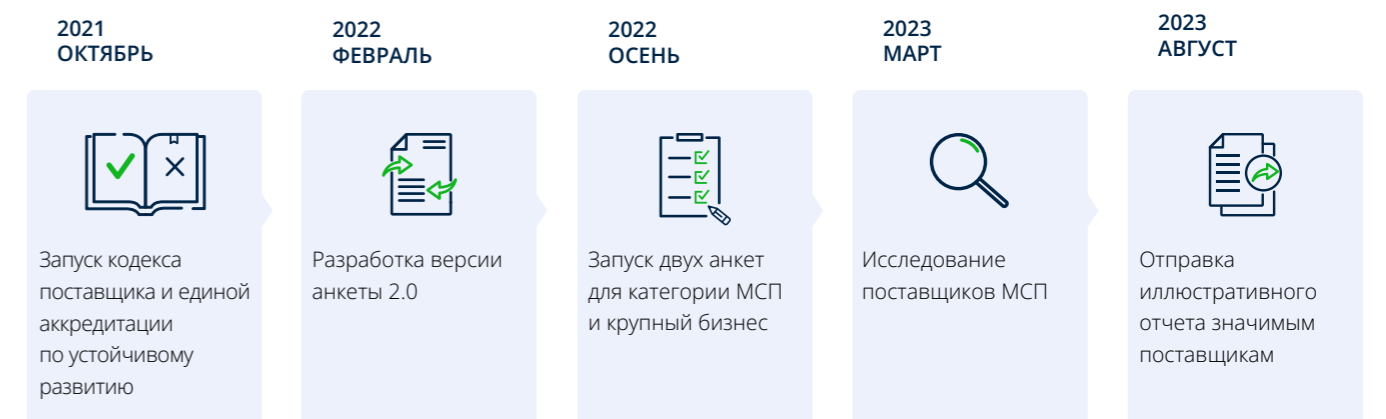 2021
ОКТЯБРЬ
Запуск кодекса
поставщика и единой
аккредитации
по устойчивому
развитию
2022
ФЕВРАЛЬ
Разработка версии
анкеты 2.0
2022
ОСЕНЬ
Запуск двух анкет
для категории МСП
и крупный бизнес
2023
МАРТ
Исследование
поставщиков МСП
2023
АВГУСТ
Отправка
иллюстративного
отчета значимым
поставщикам